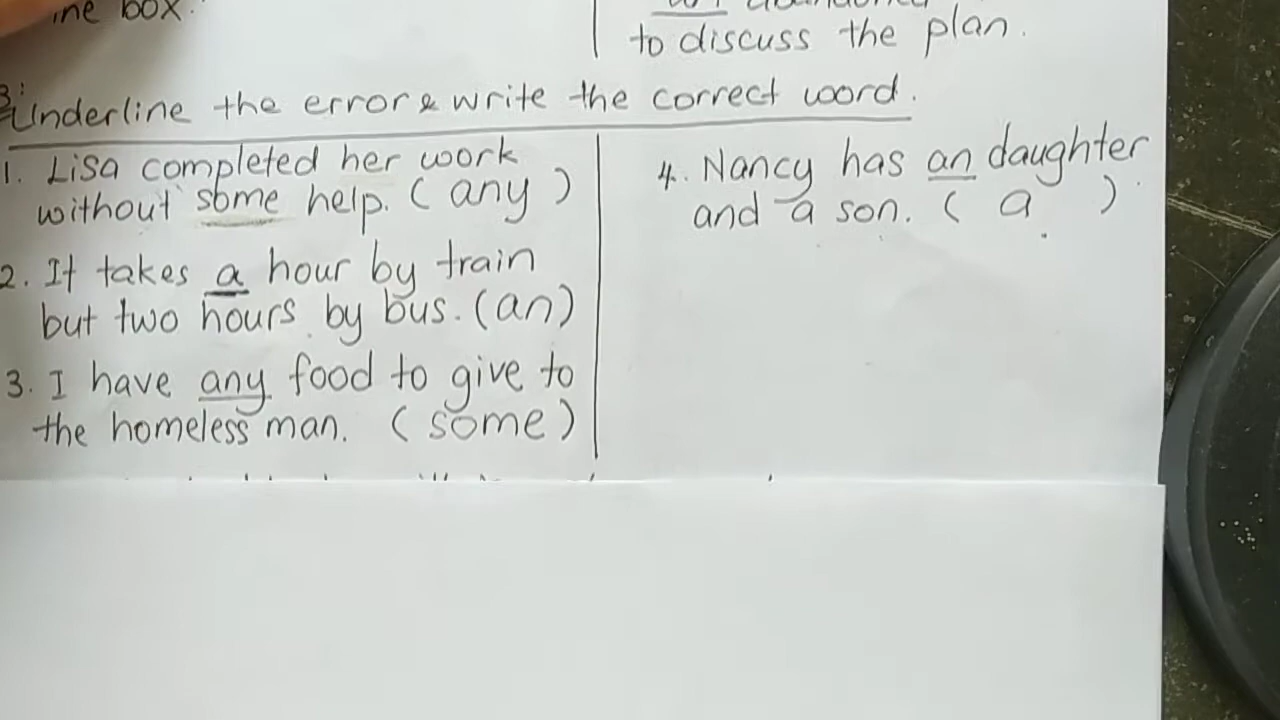 the box.
to discuss the plan.
3. Underline the error & write the correct word.
1. Lisa completed her work
without some help. (any)
2. It takes a hour by train
but two hours by bus. (an)
3. I have any food to give to
the homeless man. (some)
4. Nancy has an daughter
and a son. (a)